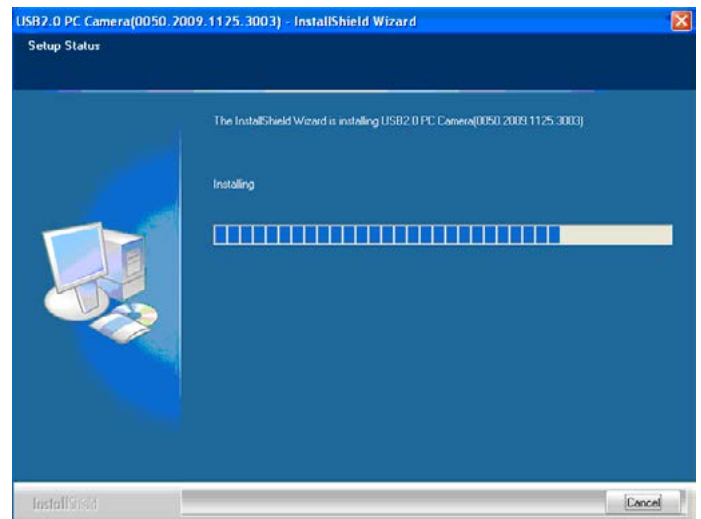 USB2.0 PC Camera(0050.2009.1125.3003) - InstallShield Wizard
Setup Status
The InstallShield Wizard is installing USB2.0 PC Camera(0050.2009.1125.3003)
Installing
InstallShield
Cancel